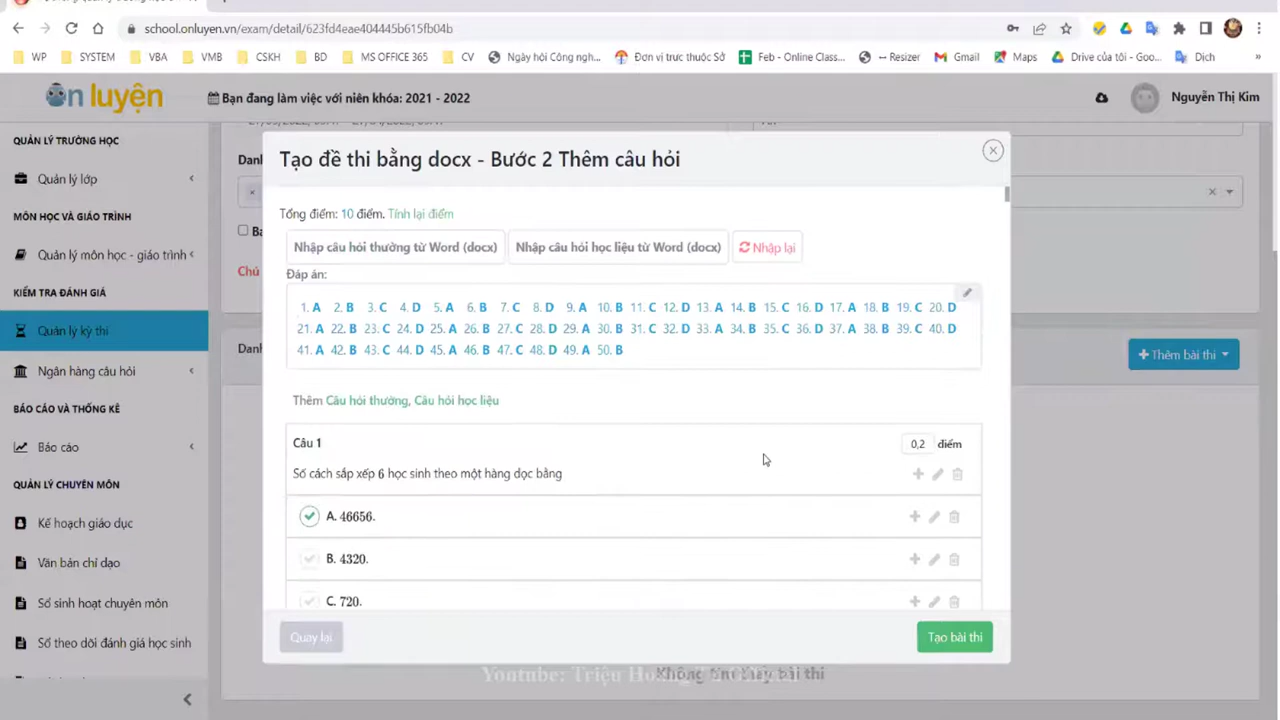 school.onluyen.vn/exam/detail/623fd4eae404445b615fb04b
WP SYSTEM VBA VMB CSKH BD MS OFFICE 365 CV Ngày hội Công ngh... Đơn vị trực thuộc Sở Feb - Online Class... ↔ Resizer Gmail Maps Drive của tôi - Goo... Dịch »
ôn luyện
Bạn đang làm việc với niên khóa: 2021 - 2022
Nguyễn Thị Kim
QUẢN LÝ TRƯỜNG HỌC
Quản lý lớp
MÔN HỌC VÀ GIÁO TRÌNH
Quản lý môn học - giáo trình
KIỂM TRA ĐÁNH GIÁ
Quản lý kỳ thi
Ngân hàng câu hỏi
BÁO CÁO VÀ THỐNG KÊ
Báo cáo
QUẢN LÝ CHUYÊN MÔN
Kế hoạch giáo dục
Văn bản chỉ đạo
Sổ sinh hoạt chuyên môn
Sổ theo dõi đánh giá học sinh
Danh
Ba
Chú
Danh
Thêm bài thi
Tạo đề thi bằng docx - Bước 2 Thêm câu hỏi
Tổng điểm: 10 điểm. Tính lại điểm
Nhập câu hỏi thường từ Word (docx) Nhập câu hỏi học liệu từ Word (docx) Nhập lại
Đáp án:
1. A 2. B 3. C 4. D 5. A 6. B 7. C 8. D 9. A 10. B 11. C 12. D 13. A 14. B 15. C 16. D 17. A 18. B 19. C 20. D
21. A 22. B 23. C 24. D 25. A 26. B 27. C 28. D 29. A 30. B 31. C 32. D 33. A 34. B 35. C 36. D 37. A 38. B 39. C 40. D
41. A 42. B 43. C 44. D 45. A 46. B 47. C 48. D 49. A 50. B
Thêm Câu hỏi thường, Câu hỏi học liệu
Câu 1
0,2 điểm
Số cách sắp xếp 6 học sinh theo một hàng dọc bằng
A. 46656.
B. 4320.
C. 720.
Quay lại
Tạo bài thi
Youtube: Triệu
bài thi